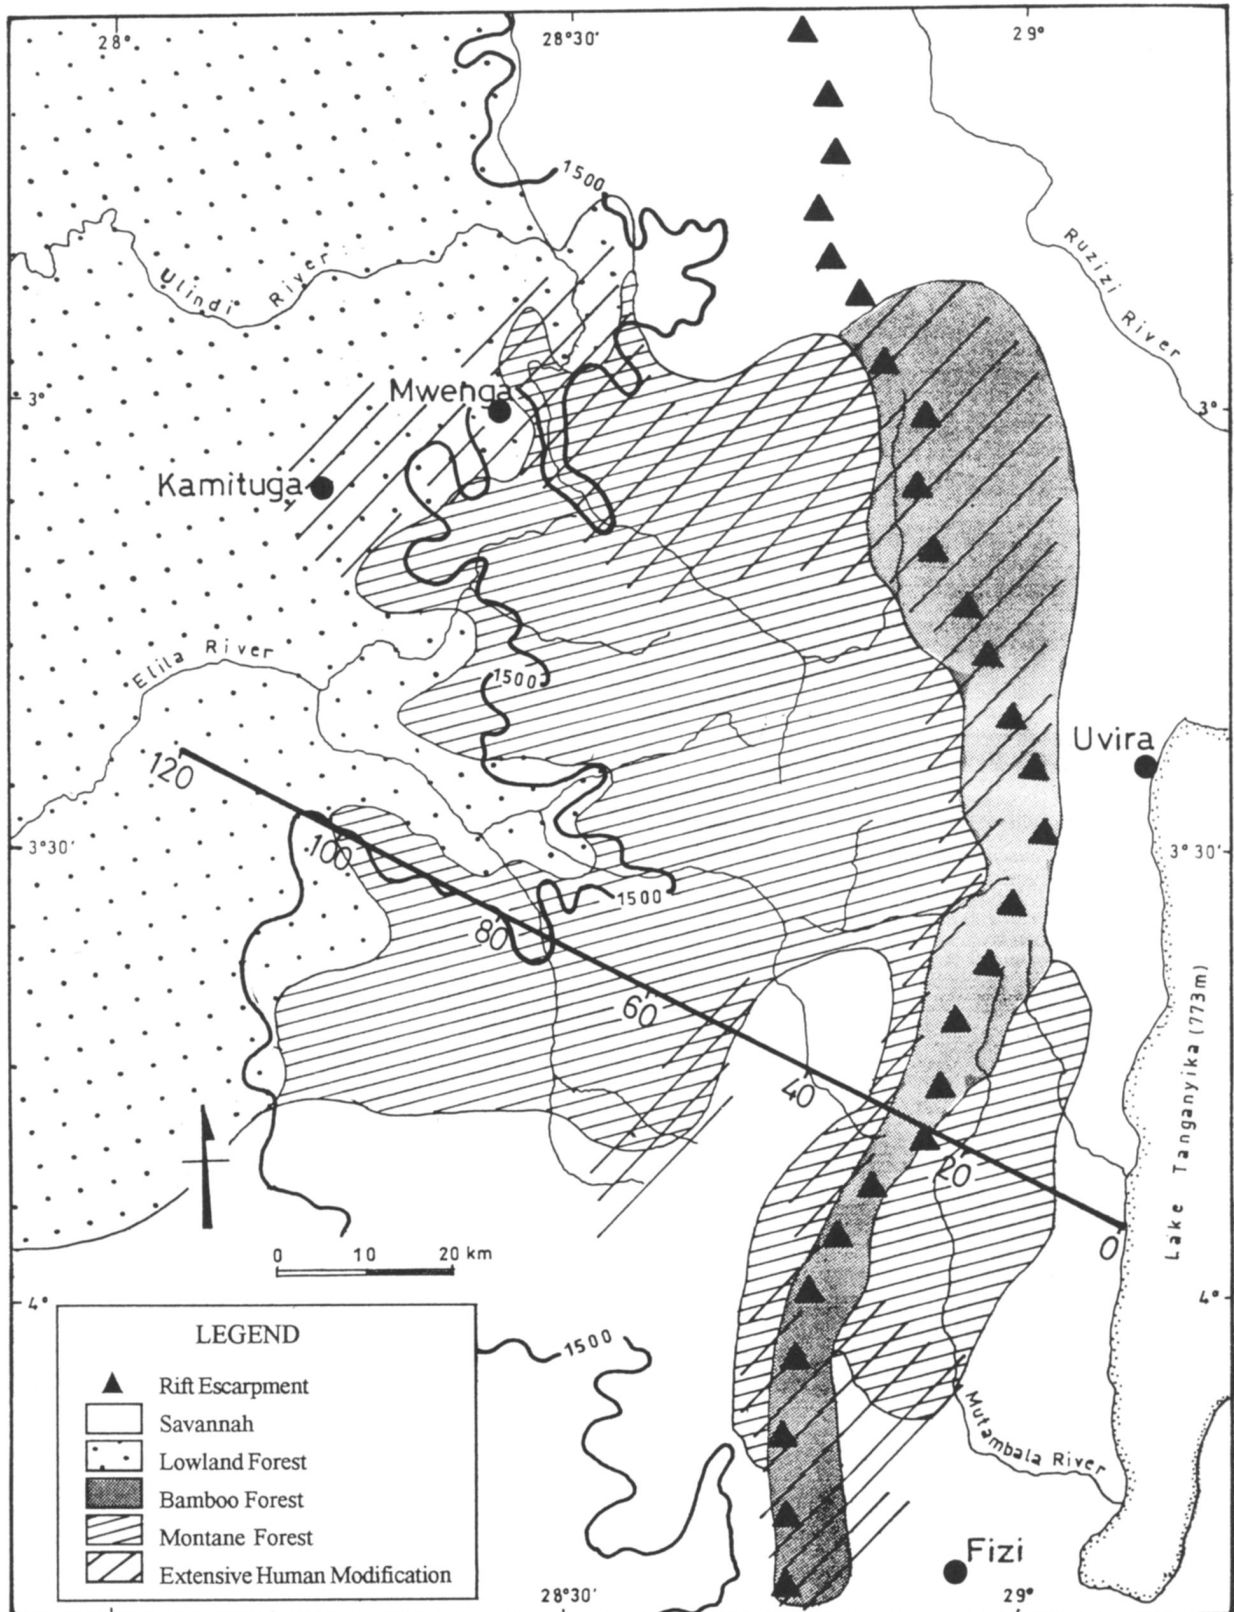 28°
28°30'
29°
1500
Ulindi River
Ruzizi River
3°
Mwenga
3°
Kamituga
Elila River
1500
Uvira
120
100
3°30'
3°30'
1500
80
60
Lake Tanganyika (773m)
40
20
0
0 10 20 km
4°
4°
LEGEND
Rift Escarpment
Savannah
Lowland Forest
Bamboo Forest
Montane Forest
Extensive Human Modification
1500
Mutambala River
Fizi
28°30'
29°